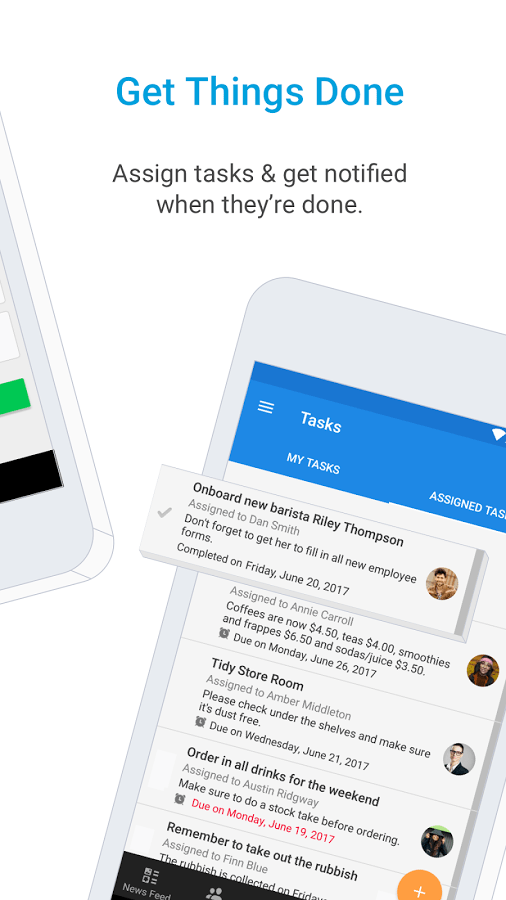 Get Things Done
Assign tasks & get notified
when they’re done.
Tasks
MY TASKS
ASSIGNED
Onboard new barista Riley Thompson
Assigned to Dan Smith
Don't forget to get her to fill in all new employee
forms.
Completed on Friday, June 20, 2017
Assigned to Annie Carroll
Coffees are now $4.50, teas $4.00, smoothies
and frappes $6.50 and sodas/juice $3.50.
Due on Monday, June 26, 2017
Tidy Store Room
Assigned to Amber Middleton
Please check under the shelves and make sure
it's dust free.
Due on Wednesday, June 21, 2017
Order in all drinks for the weekend
Assigned to Austin Ridgway
Make sure to do a stock take before ordering.
Due on Monday, June 19, 2017
Remember to take out the rubbish
Assigned to Finn Blue
The rubbish is collected on Fridays
News Feed